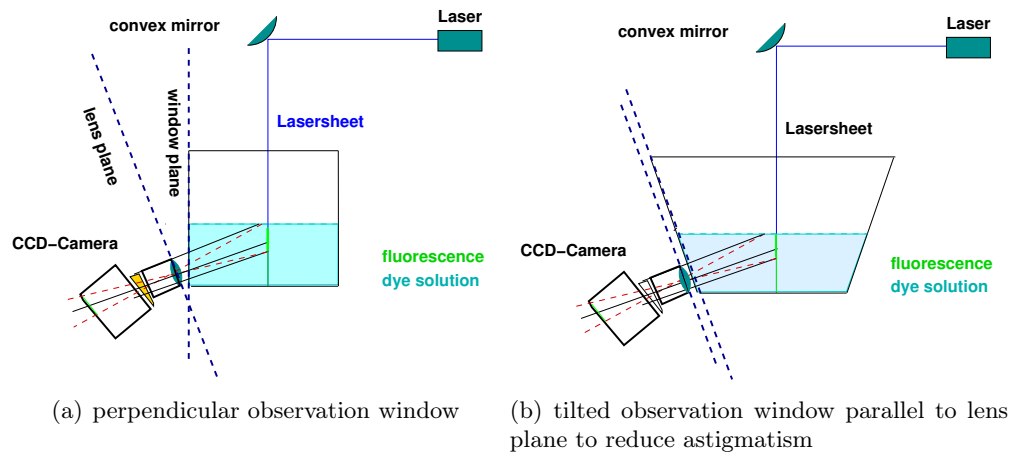 convex mirror
Laser
lens plane
window plane
Lasersheet
CCD−Camera
fluorescence
dye solution
(a) perpendicular observation window
convex mirror
Laser
Lasersheet
CCD−Camera
fluorescence
dye solution
(b) tilted observation window parallel to lens
plane to reduce astigmatism